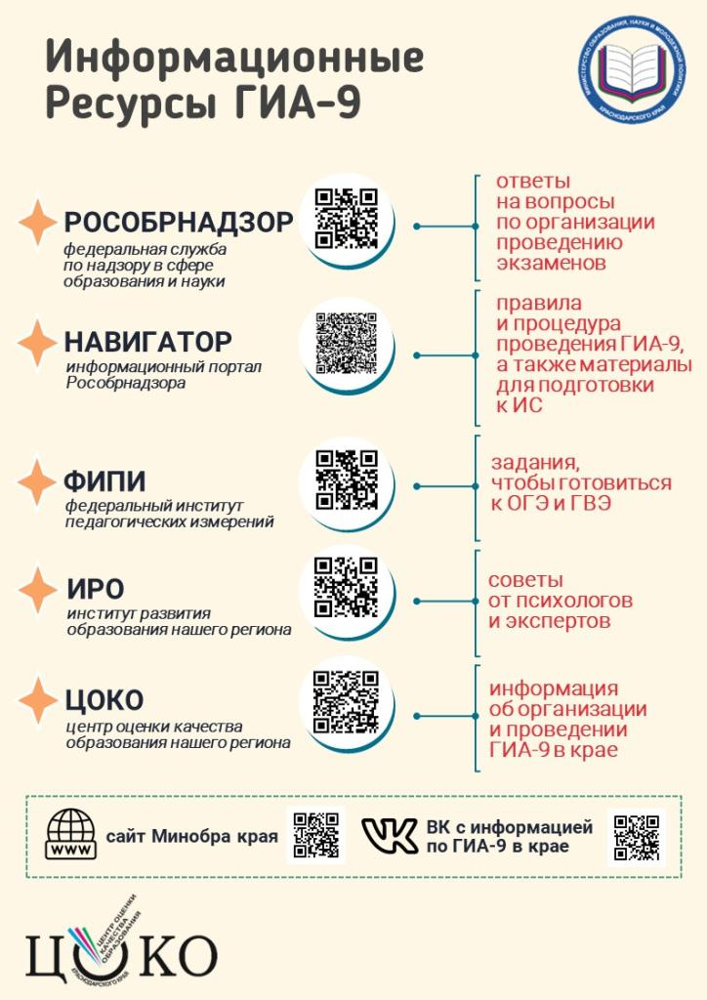 Информационные
Ресурсы ГИА-9
МИНИСТЕРСТВО ОБРАЗОВАНИЯ, НАУКИ И МОЛОДЕЖНОЙ ПОЛИТИКИ
КРАСНОДАРСКОГО КРАЯ
РОСОБРНАДЗОР
федеральная служба
по надзору в сфере
образования и науки
ответы
на вопросы
по организации
проведению
экзаменов
НАВИГАТОР
информационный портал
Рособрнадзора
правила
и процедура
проведения ГИА-9,
а также материалы
для подготовки
к ИС
ФИПИ
федеральный институт
педагогических измерений
задания,
чтобы готовиться
к ОГЭ и ГВЭ
ИРО
институт развития
образования нашего региона
советы
от психологов
и экспертов
ЦОКО
центр оценки качества
образования нашего региона
информация
об организации
и проведении
ГИА-9 в крае
www
сайт Минобра края
ВК с информацией
по ГИА-9 в крае
ЦОКО
ЦЕНТР ОЦЕНКИ
КАЧЕСТВА
ОБРАЗОВАНИЯ
КРАСНОДАРСКОГО КРАЯ